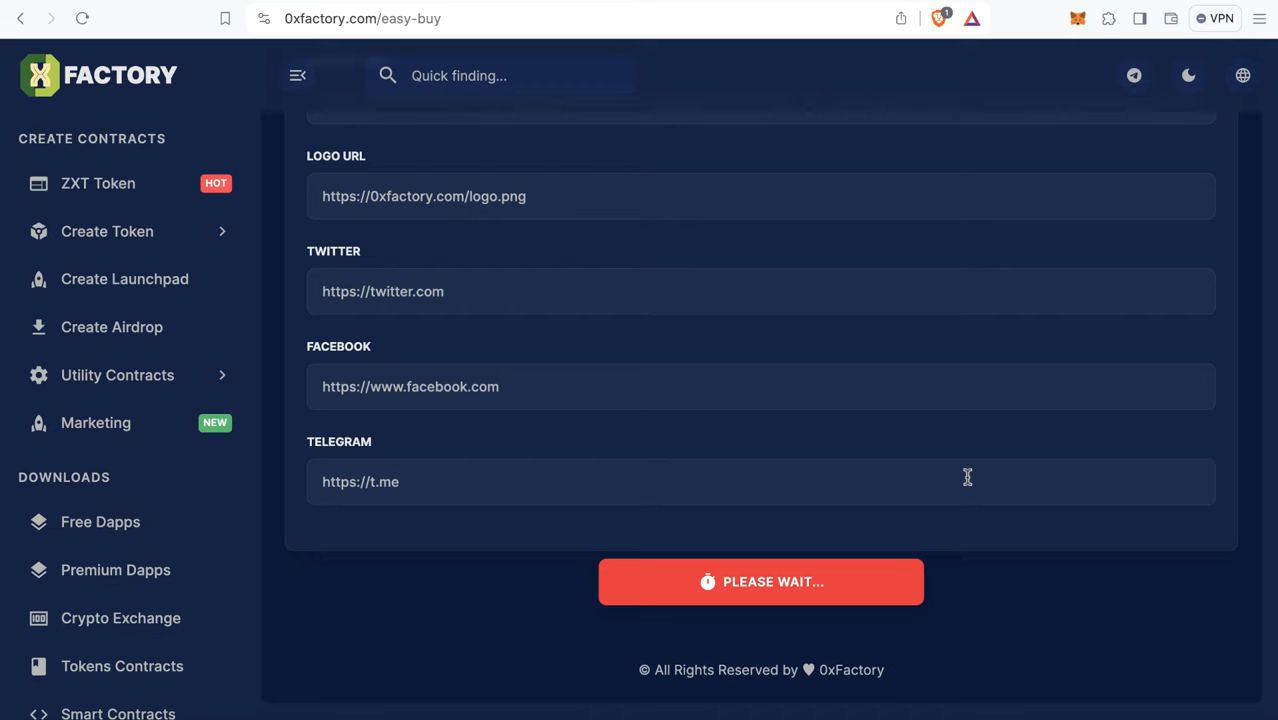 0xfactory.com/easy-buy
1
VPN
FACTORY
Quick finding...
CREATE CONTRACTS
ZXT Token
HOT
Create Token
Create Launchpad
Create Airdrop
Utility Contracts
Marketing
NEW
DOWNLOADS
Free Dapps
Premium Dapps
Crypto Exchange
Tokens Contracts
Smart Contracts
LOGO URL
https://0xfactory.com/logo.png
TWITTER
https://twitter.com
FACEBOOK
https://www.facebook.com
TELEGRAM
https://t.me
PLEASE WAIT...
© All Rights Reserved by ♥ 0xFactory